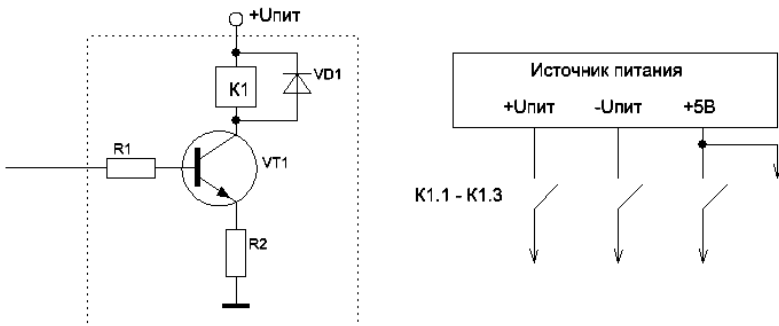 +Uпит
K1
VD1
R1
VT1
R2
Источник питания
+Uпит -Uпит +5В
K1.1 - K1.3